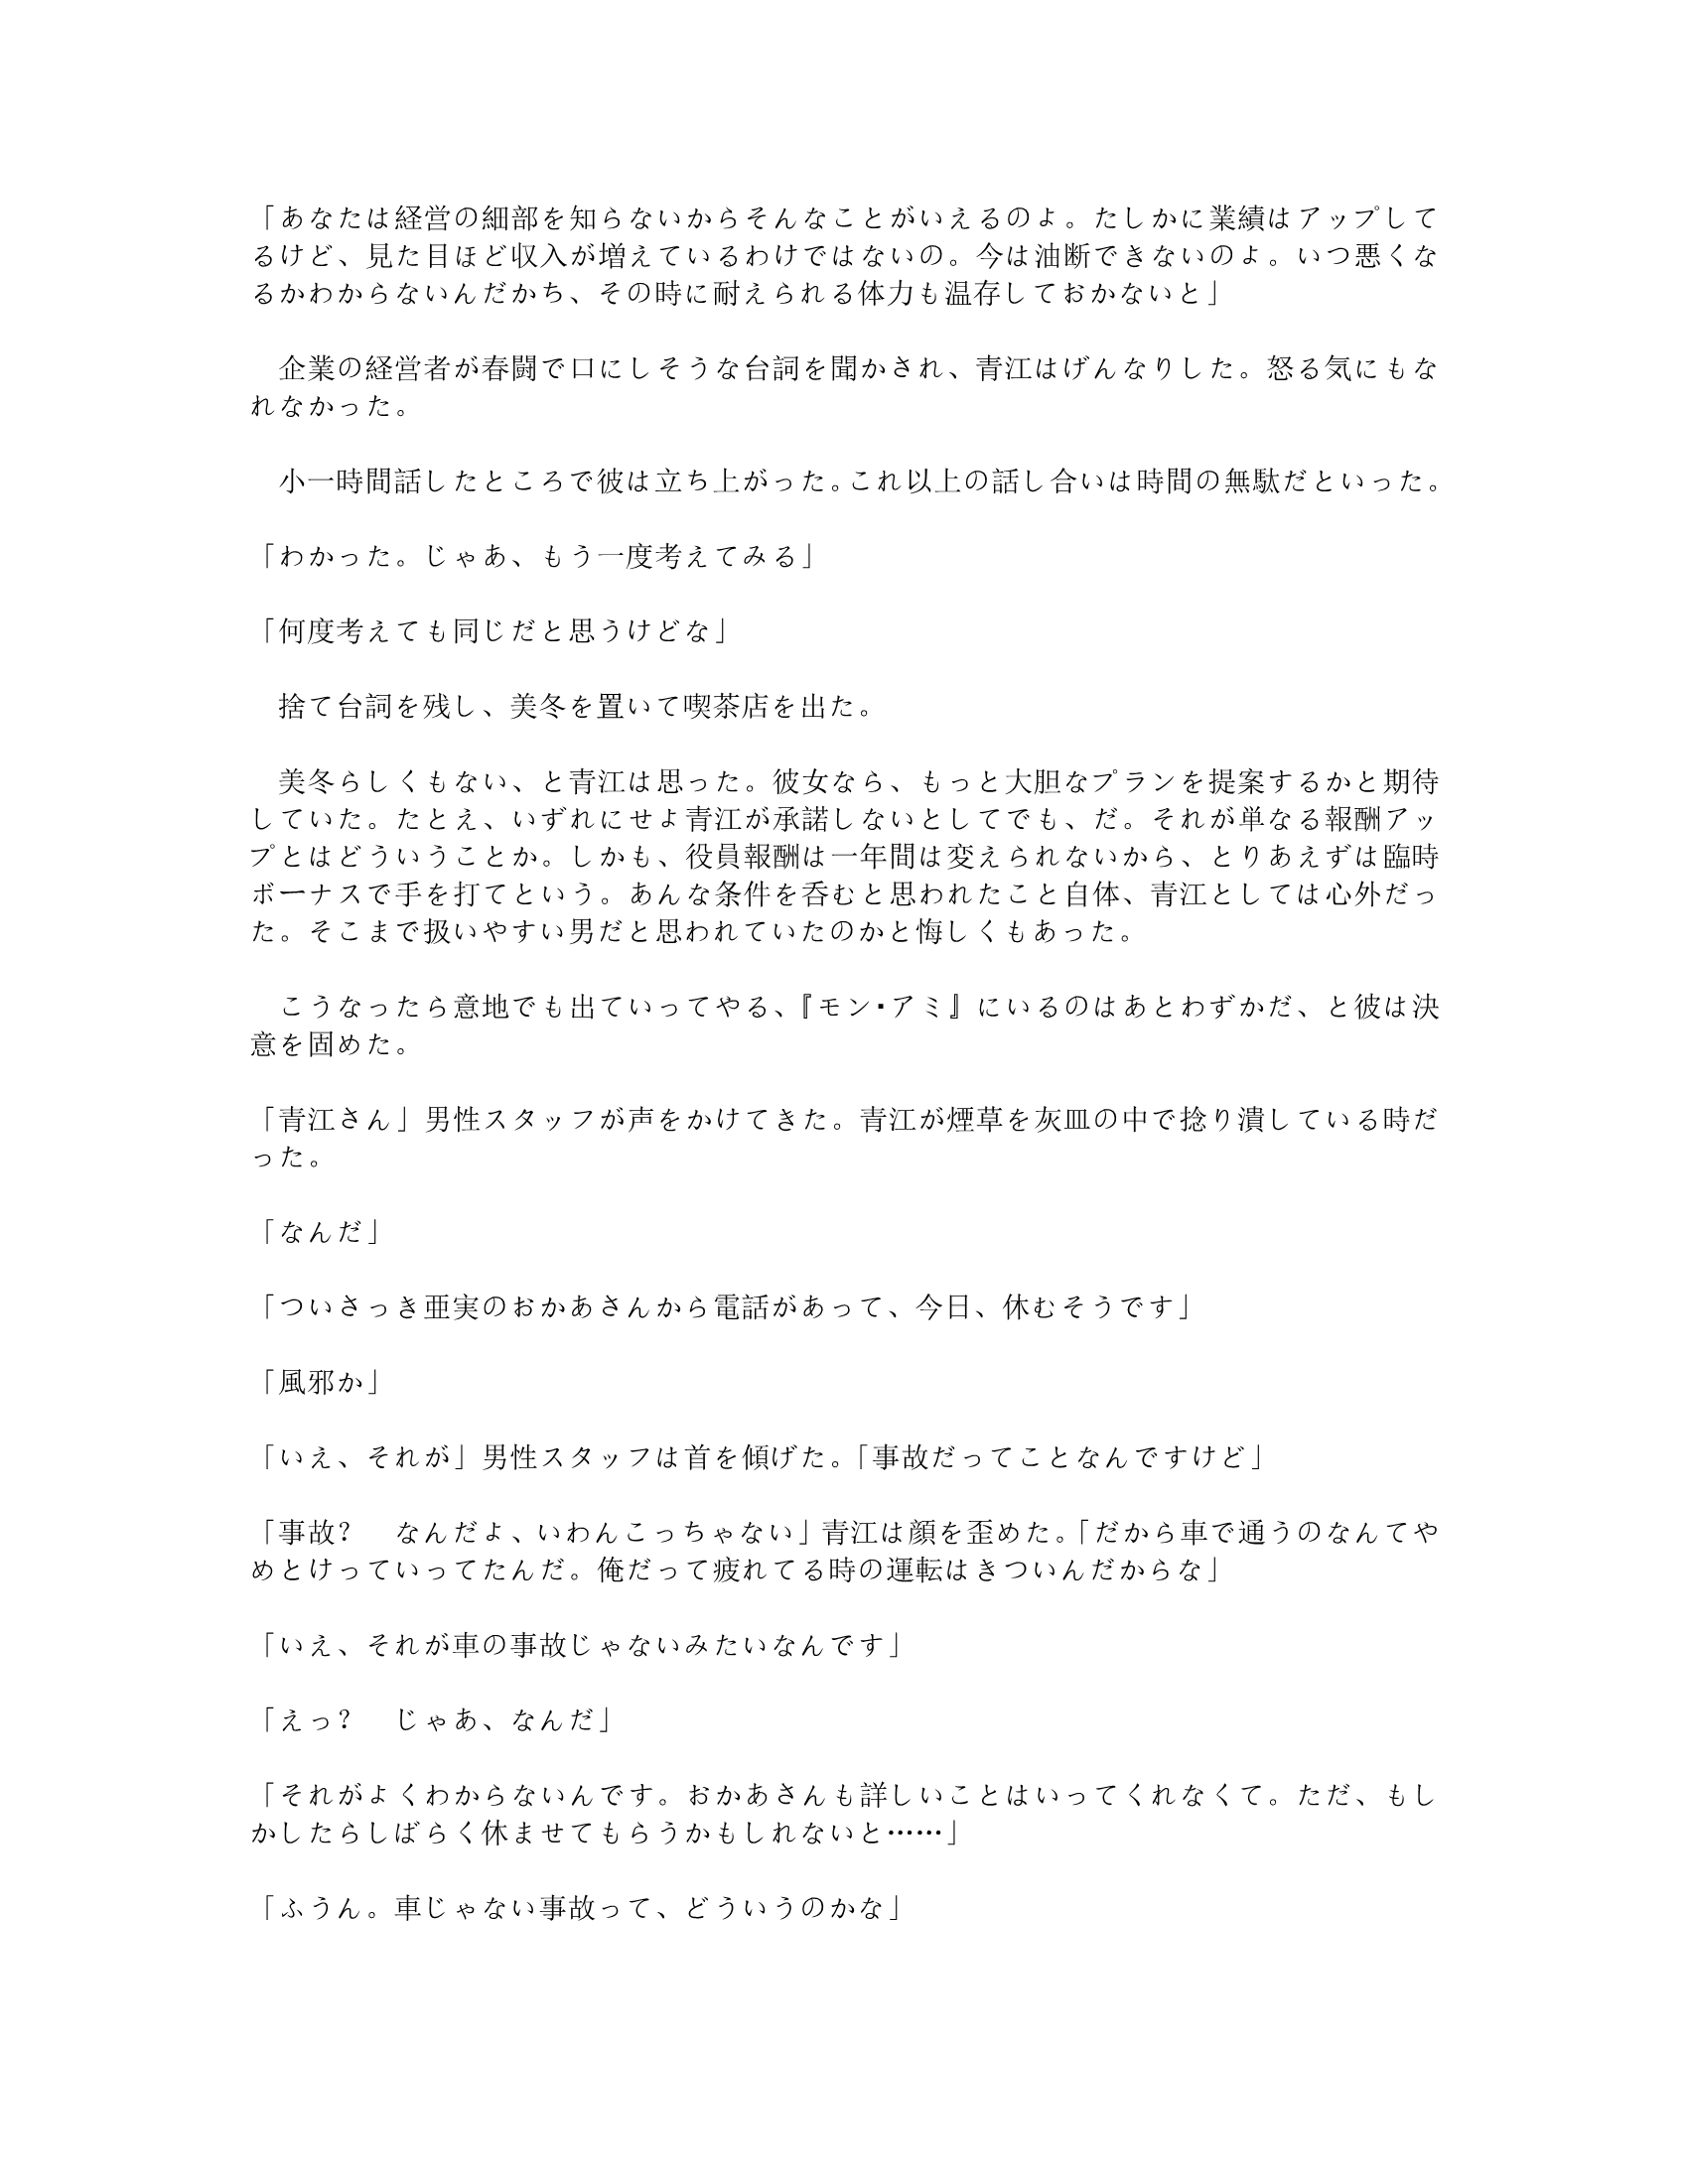 「あなたは経営の細部を知らないからそんなことがいえるのよ。たしかに業績はアップして
るけど、見た目ほど収入が増えているわけではないの。今は油断できないのよ。いつ悪くな
るかわからないんだかち、その時に耐えられる体力も温存しておかないと」
　企業の経営者が春闘で口にしそうな台詞を聞かされ、青江はげんなりした。怒る気にもな
れなかった。
　小一時間話したところで彼は立ち上がった。これ以上の話し合いは時間の無駄だといった。
「わかった。じゃあ、もう一度考えてみる」
「何度考えても同じだと思うけどな」
　捨て台詞を残し、美冬を置いて喫茶店を出た。
　美冬らしくもない、と青江は思った。彼女なら、もっと大胆なプランを提案するかと期待
していた。たとえ、いずれにせよ青江が承諾しないとしてでも、だ。それが単なる報酬アッ
プとはどういうことか。しかも、役員報酬は一年間は変えられないから、とりあえずは臨時
ボーナスで手を打てという。あんな条件を呑むと思われたこと自体、青江としては心外だっ
た。そこまで扱いやすい男だと思われていたのかと悔しくもあった。
　こうなったら意地でも出ていってやる、『モン・アミ』にいるのはあとわずかだ、と彼は決
意を固めた。
「青江さん」男性スタッフが声をかけてきた。青江が煙草を灰皿の中で捻り潰している時だ
った。
「なんだ」
「ついさっき亜実のおかあさんから電話があって、今日、休むそうです」
「風邪か」
「いえ、それが」男性スタッフは首を傾げた。「事故だってことなんですけど」
「事故？　なんだよ、いわんこっちゃない」青江は顔を歪めた。「だから車で通うのなんてや
めとけっていってたんだ。俺だって疲れてる時の運転はきついんだからな」
「いえ、それが車の事故じゃないみたいなんです」
「えっ？　じゃあ、なんだ」
「それがよくわからないんです。おかあさんも詳しいことはいってくれなくて。ただ、もし
かしたらしばらく休ませてもらうかもしれないと……」
「ふうん。車じゃない事故って、どういうのかな」